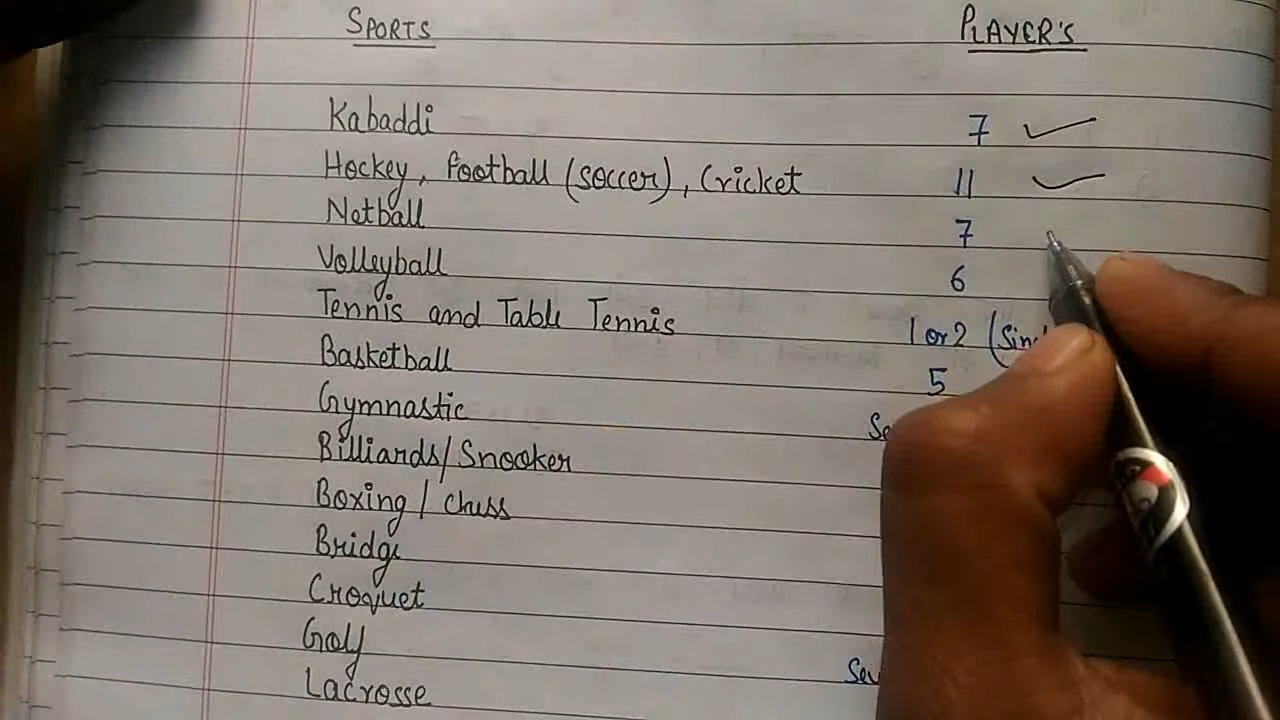 SPORTS PLAYER'S
Kabaddi 7
Hockey, Football (soccer), Cricket 11
Netball 7
Volleyball 6
Tennis and Table Tennis 1 or 2
Basketball 5
Gymnastic
Billiards/Snooker
Boxing / Chess
Bridge
Croquet
Golf
Lacrosse